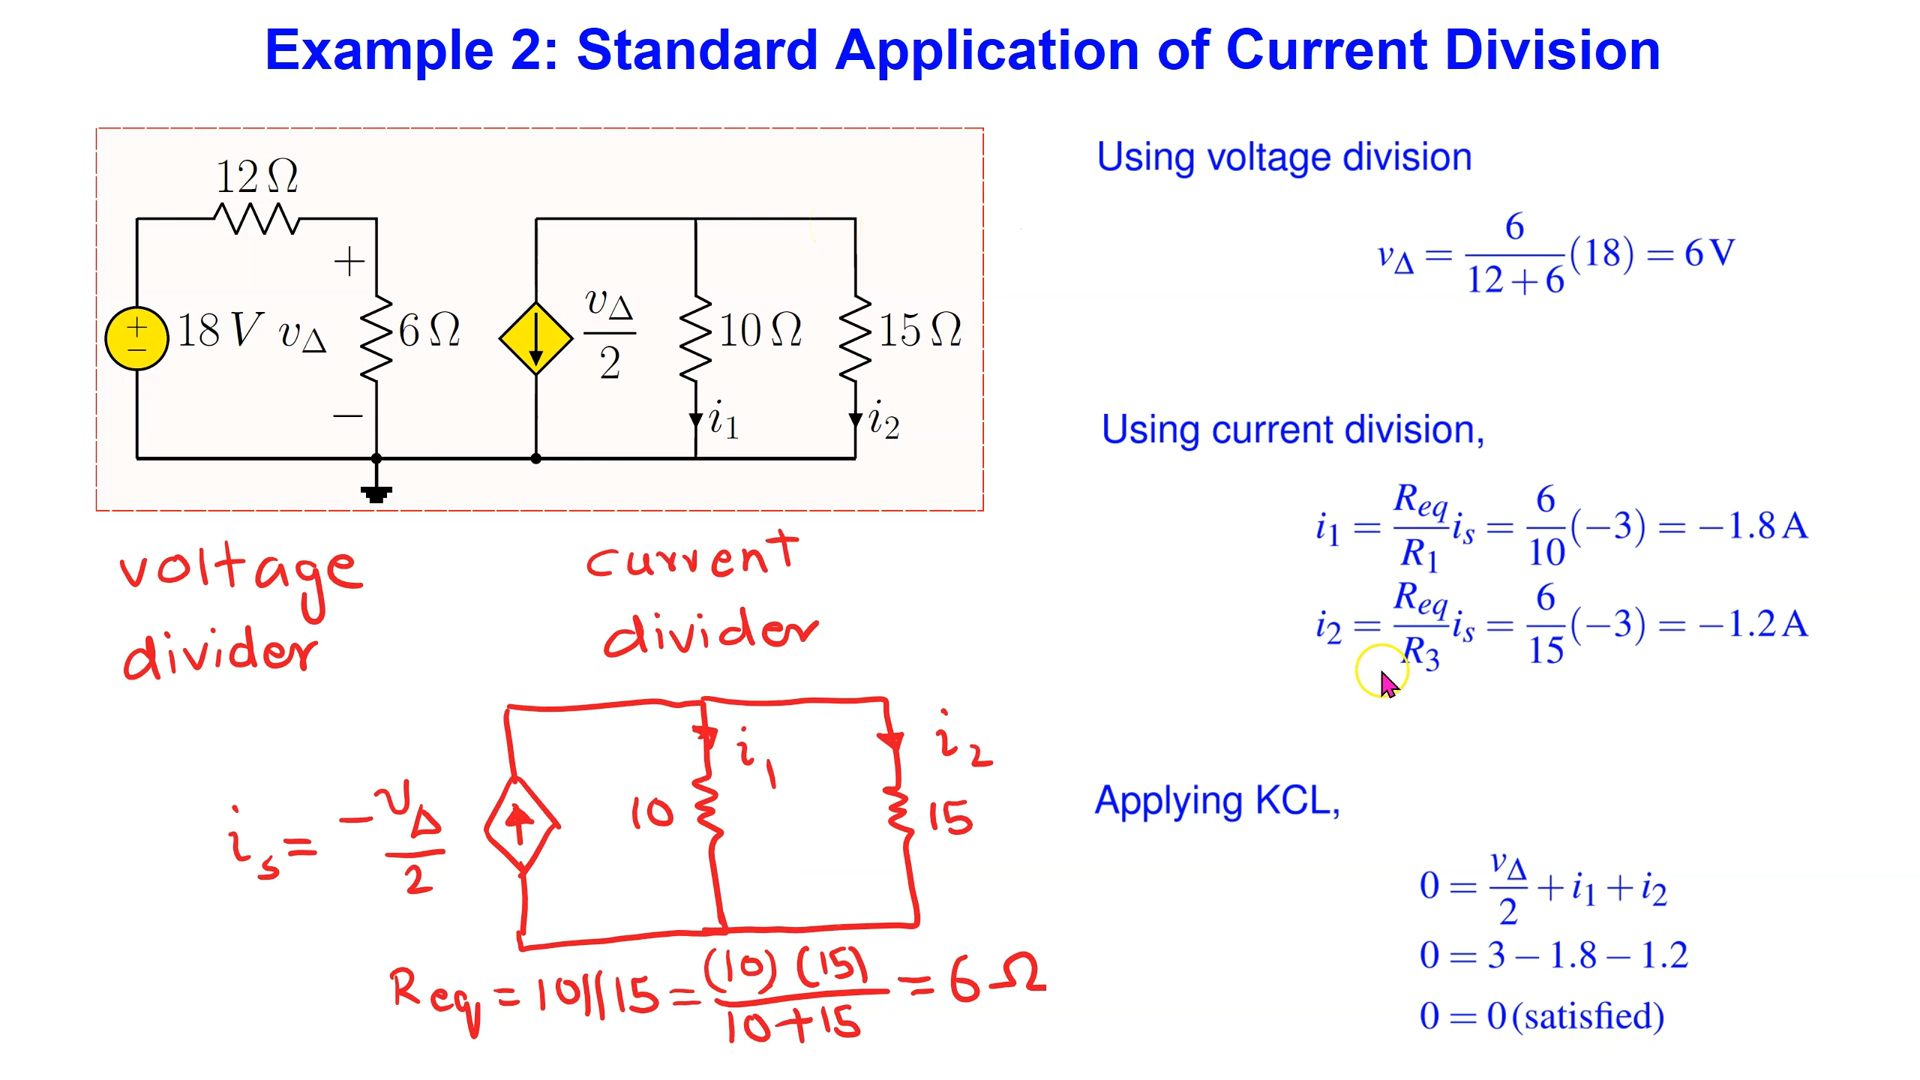 Example 2: Standard Application of Current Division
12 Ω
+
18 V
+
−
v_Δ
6 Ω
−
v_Δ/2
10 Ω
15 Ω
i_1
i_2
voltage divider
current divider
i_s = -v_Δ/2
10
i_1
i_2
15
R_eq = 10||15 = (10)(15)/(10+15) = 6 Ω
Using voltage division
v_Δ = 6/(12+6) (18) = 6 V
Using current division,
i_1 = R_eq/R_1 i_s = 6/10 (−3) = −1.8 A
i_2 = R_eq/R_3 i_s = 6/15 (−3) = −1.2 A
Applying KCL,
0 = v_Δ/2 + i_1 + i_2
0 = 3 − 1.8 − 1.2
0 = 0 (satisfied)